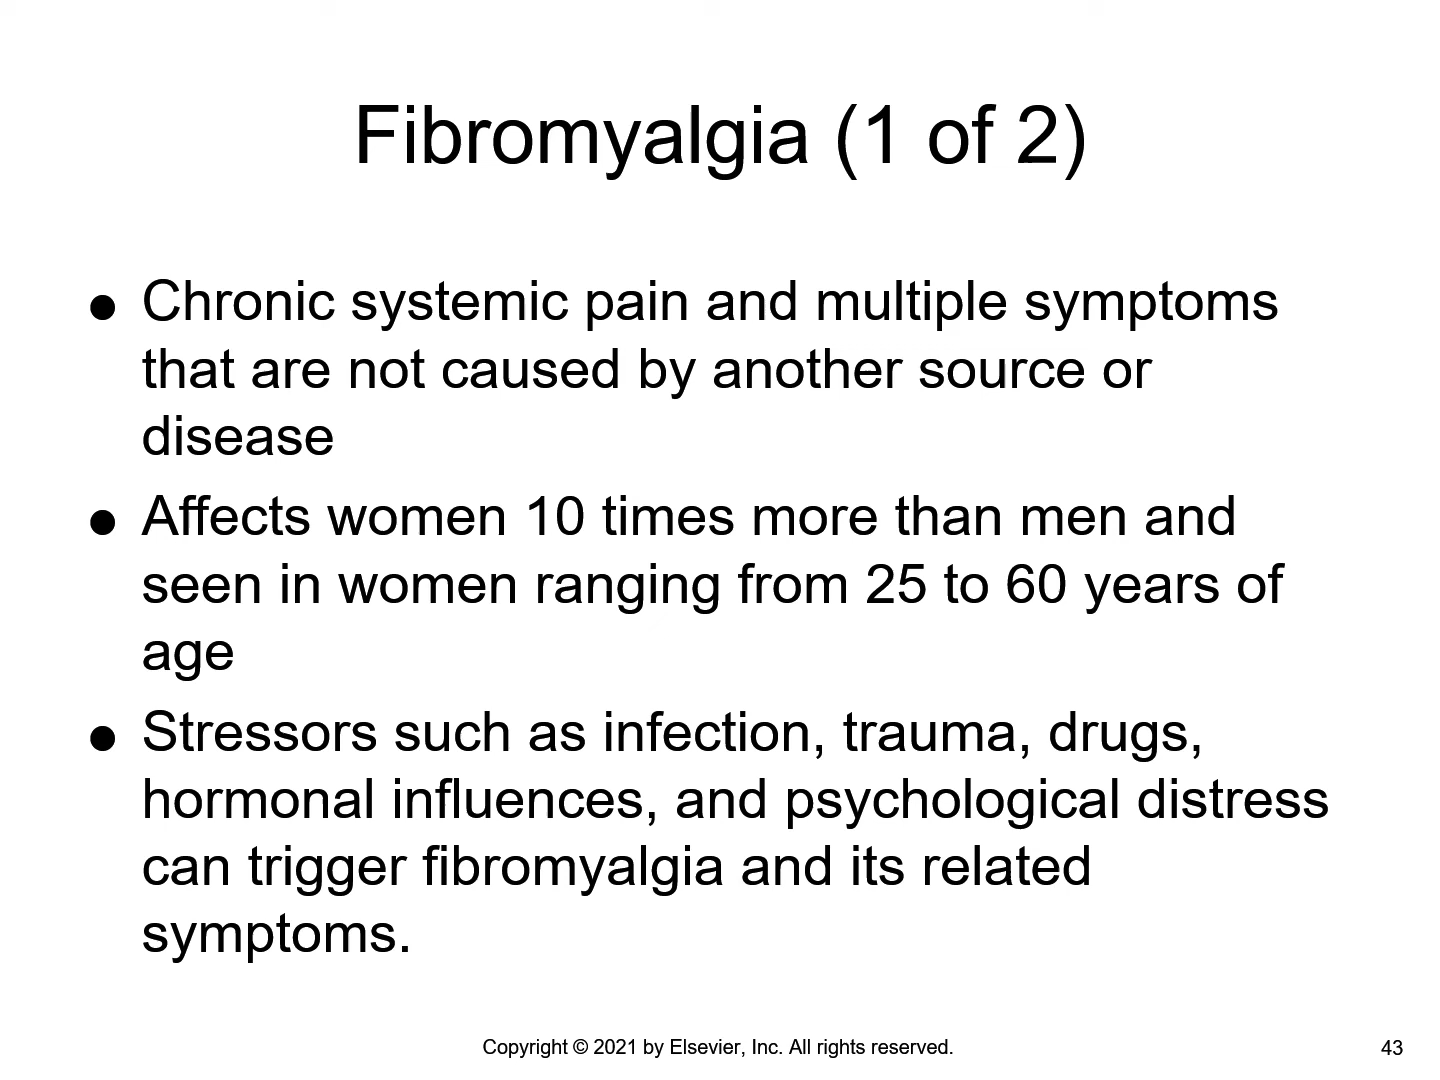 Fibromyalgia (1 of 2)
● Chronic systemic pain and multiple symptoms
that are not caused by another source or
disease
● Affects women 10 times more than men and
seen in women ranging from 25 to 60 years of
age
● Stressors such as infection, trauma, drugs,
hormonal influences, and psychological distress
can trigger fibromyalgia and its related
symptoms.
Copyright © 2021 by Elsevier, Inc. All rights reserved.
43